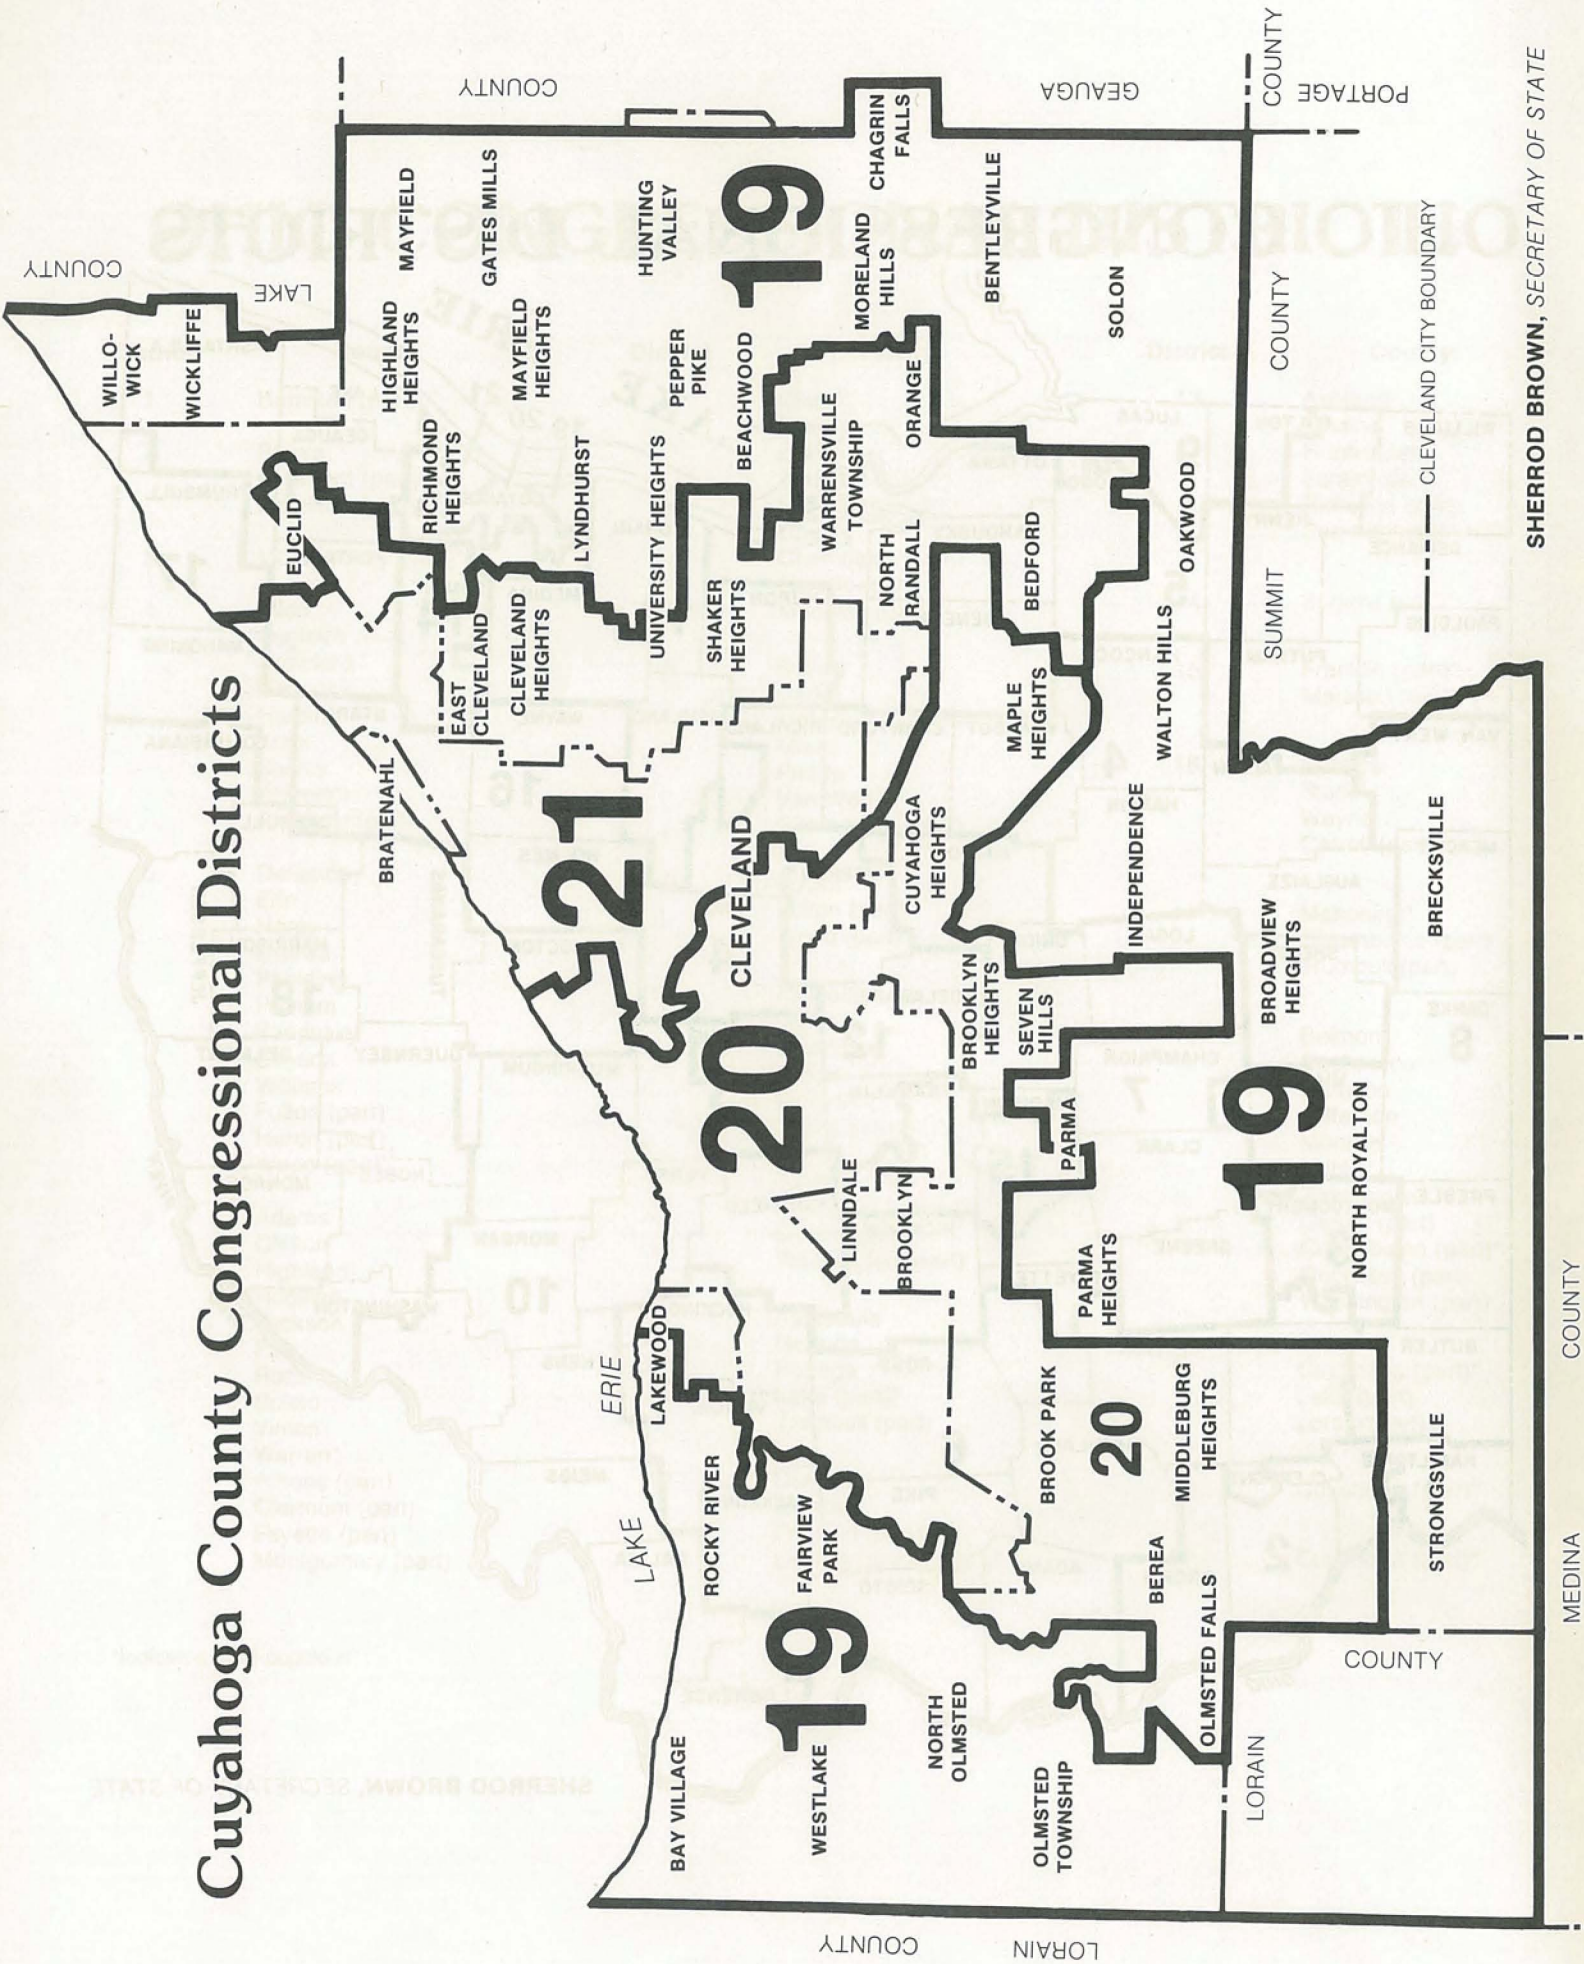 Cuyahoga County Congressional Districts
COUNTY
LAKE
WILLO-
WICK
WICKLIFFE
EUCLID
HIGHLAND
HEIGHTS
MAYFIELD
GATES MILLS
COUNTY
RICHMOND
HEIGHTS
MAYFIELD
HEIGHTS
LYNDHURST
BRATENAHL
EAST
CLEVELAND
CLEVELAND
HEIGHTS
21
UNIVERSITY HEIGHTS
PEPPER
PIKE
HUNTING
VALLEY
19
BEACHWOOD
SHAKER
HEIGHTS
CLEVELAND
20
LAKE
ERIE
LAKEWOOD
ROCKY RIVER
BAY VILLAGE
WESTLAKE
19
FAIRVIEW
PARK
LINNDALE
BROOKLYN
WARRENSVILLE
TOWNSHIP
MORELAND
HILLS
CHAGRIN
FALLS
ORANGE
NORTH
RANDALL
CUYAHOGA
HEIGHTS
BROOKLYN
HEIGHTS
NORTH
OLMSTED
BENTLEYVILLE
GEAUGA
BEDFORD
MAPLE
HEIGHTS
SEVEN
HILLS
PARMA
PARMA
HEIGHTS
BROOK PARK
20
OLMSTED
TOWNSHIP
SOLON
OAKWOOD
WALTON HILLS
INDEPENDENCE
MIDDLEBURG
HEIGHTS
BEREA
OLMSTED FALLS
LORAIN
COUNTY
LORAIN
COUNTY
19
BROADVIEW
HEIGHTS
NORTH ROYALTON
BRECKSVILLE
STRONGSVILLE
SUMMIT
COUNTY
COUNTY
PORTAGE
MEDINA
COUNTY
CLEVELAND CITY BOUNDARY
SHERROD BROWN, SECRETARY OF STATE